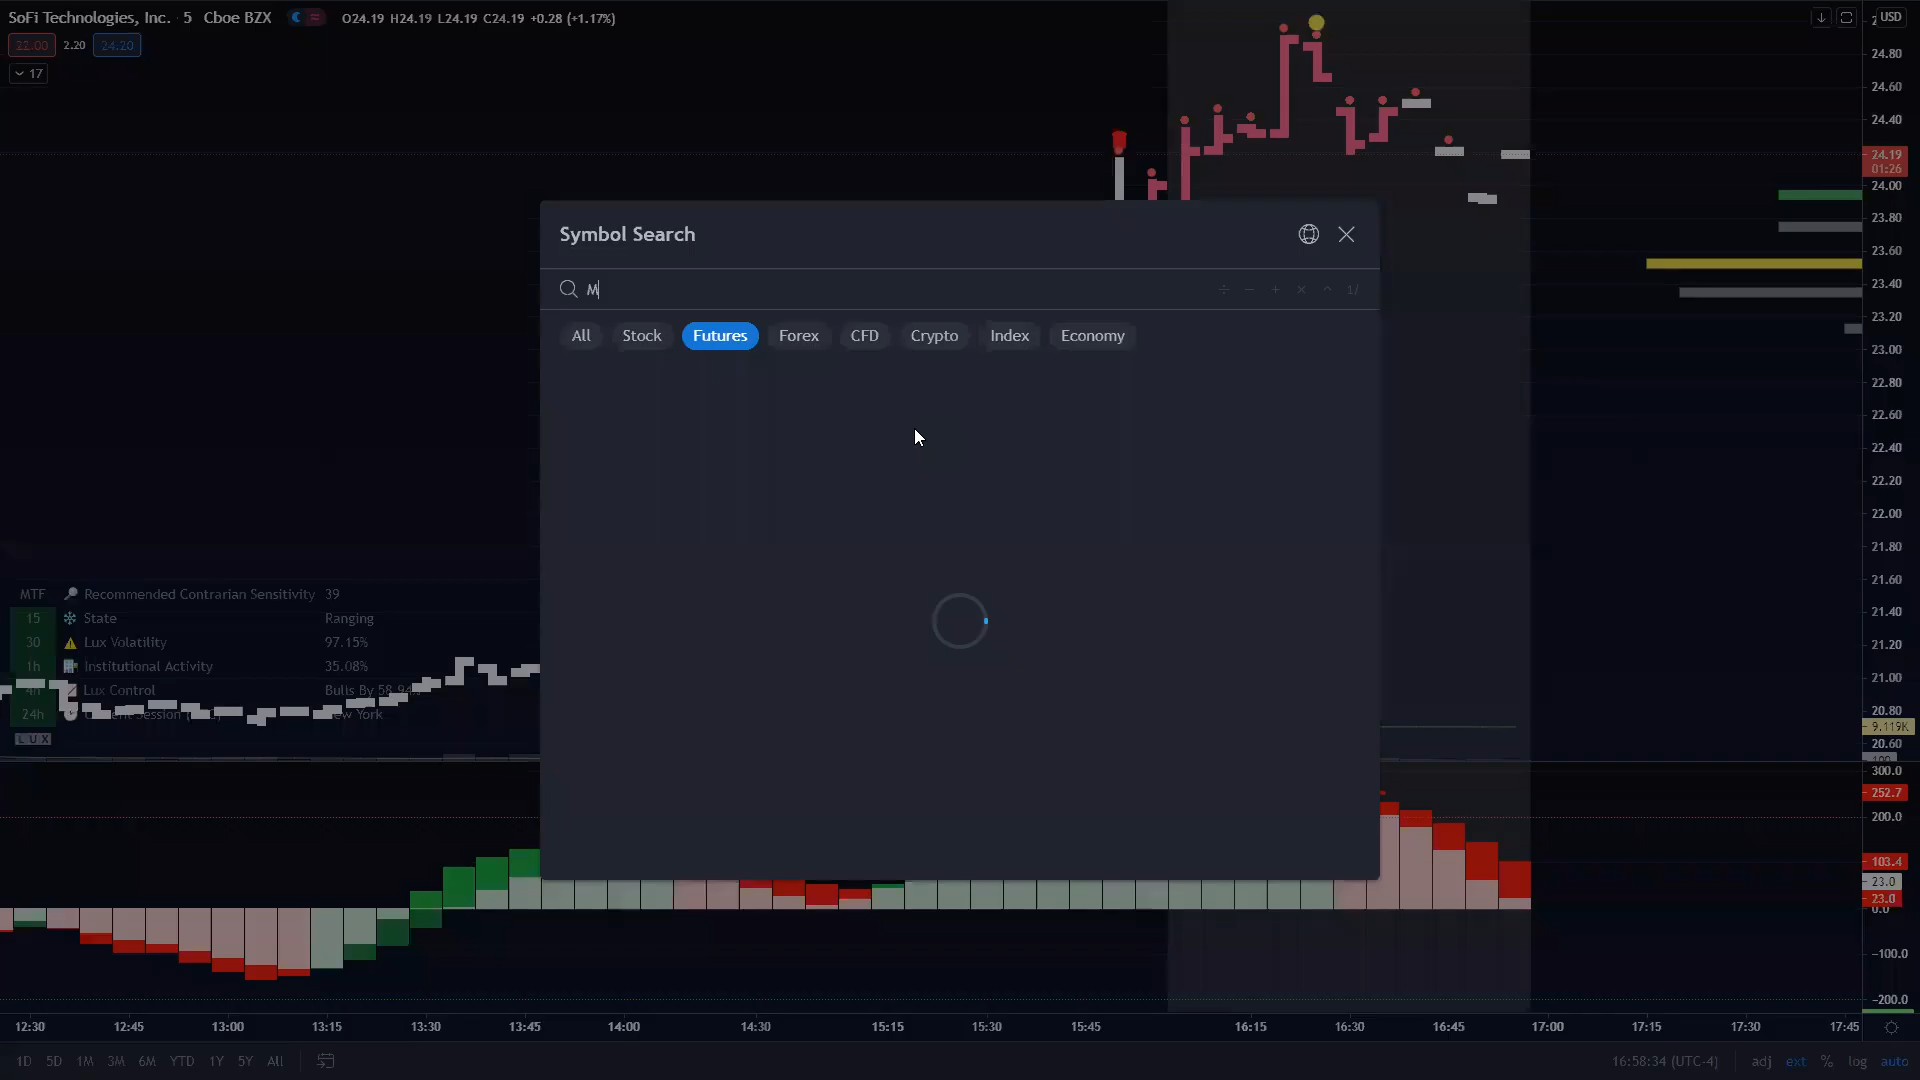 SoFi Technologies, Inc. · 5 Cboe BZX O24.19 H24.19 L24.19 C24.19 +0.28 (+1.17%)
22.00 2.20 24.20
17
USD
24.80
24.60
24.40
24.19
01:26
24.00
23.80
23.60
23.40
23.20
23.00
22.80
22.60
22.40
22.20
22.00
21.80
21.60
21.40
21.20
21.00
20.80
9.119K
20.60
300.0
252.7
200.0
103.4
23.0
23.0
0.0
−100.0
−200.0
Symbol Search
M
÷ − + × ^ 1/
All Stock Futures Forex CFD Crypto Index Economy
MTF Recommended Contrarian Sensitivity 39
15 State Ranging
30 Lux Volatility 97.15%
1h Institutional Activity 35.08%
4h Lux Control Bulls By
24h
LUX
12:30 12:45 13:00 13:15 13:30 13:45 14:00 14:30 15:15 15:30 15:45 16:15 16:30 16:45 17:00 17:15 17:30 17:45
1D 5D 1M 3M 6M YTD 1Y 5Y All 16:58:34 (UTC-4) adj ext % log auto